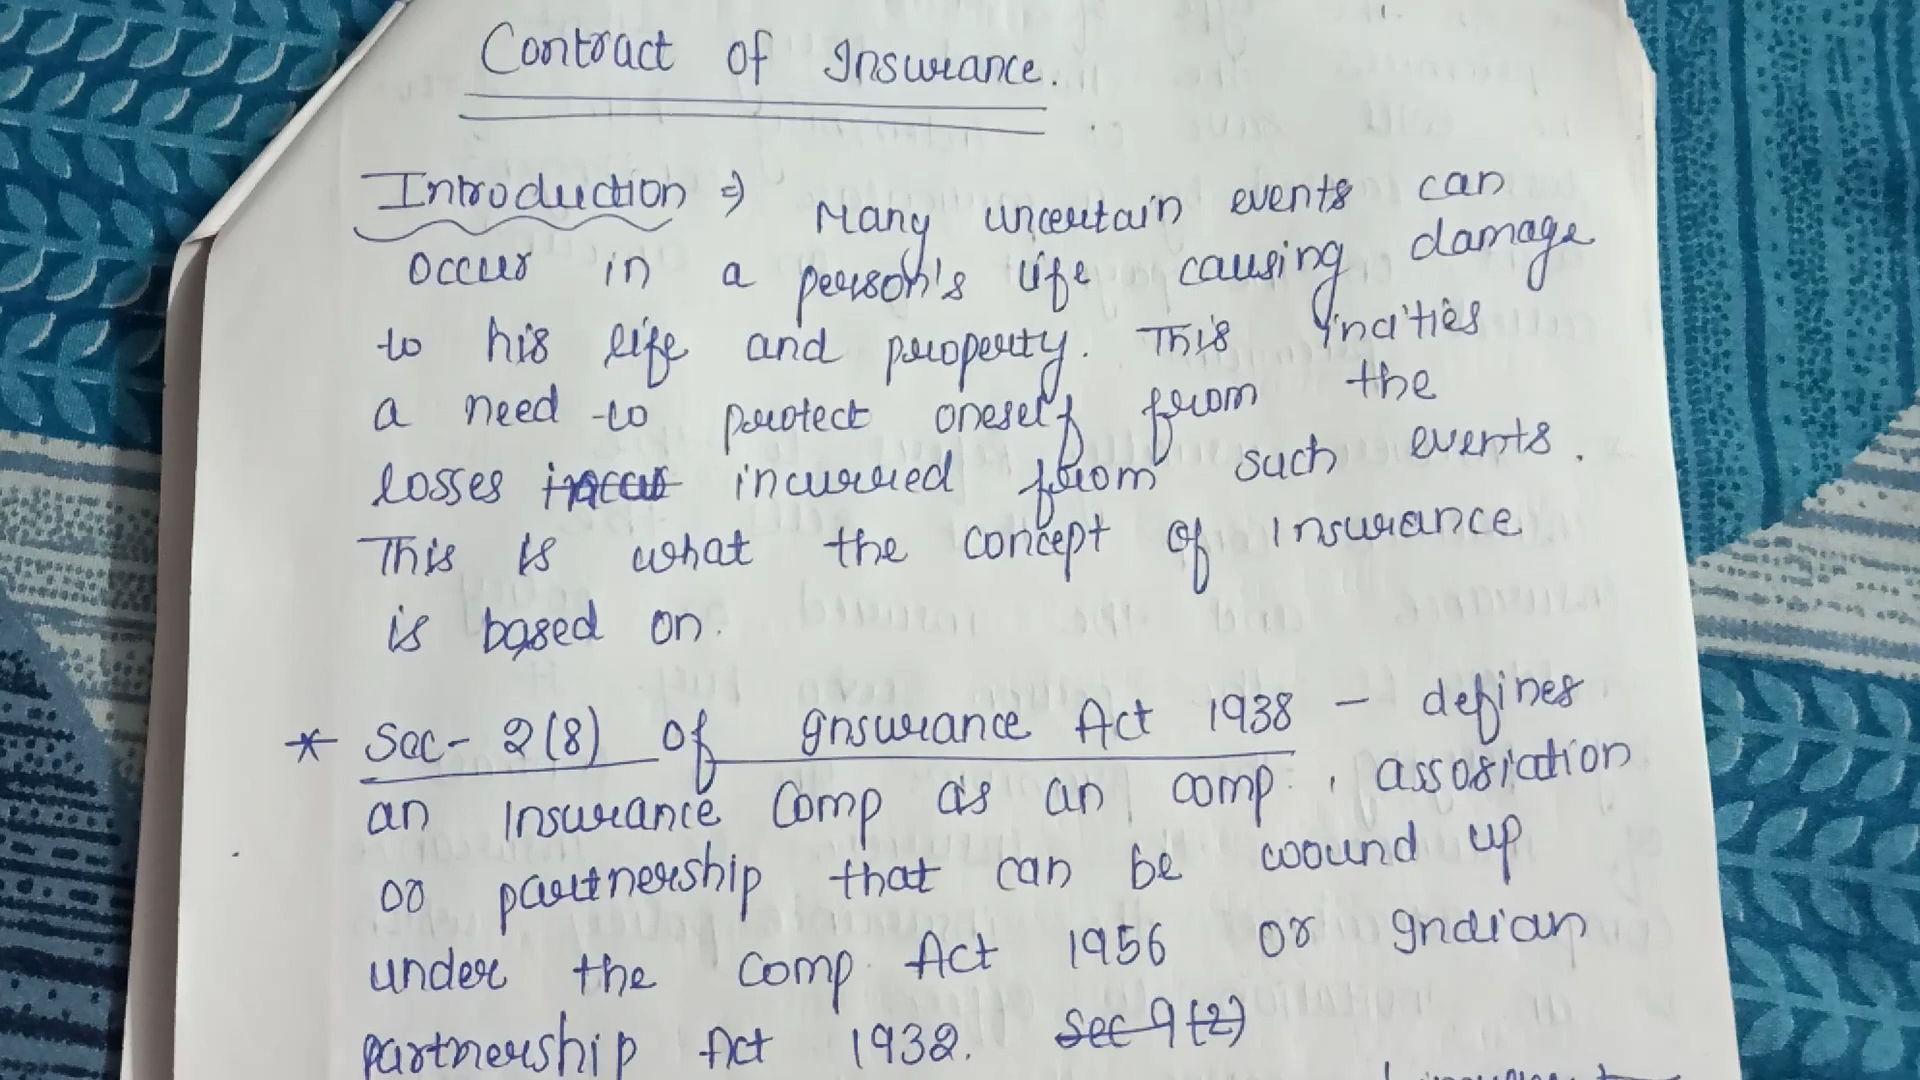 Contract of Insurance.
Introduction ⇒ Many uncertain events can
occur in a person's life causing damage
to his life and property. This incities
a need to protect oneself from the
losses incurred from such events.
This is what the concept of insurance
is based on.
* Sec- 2(8) of Insurance Act 1938 - defines
an insurance Comp as an comp. , assosication
or partnership that can be woound up
under the comp. Act 1956 or Indian
partnership Act 1932. Sec 9(2)